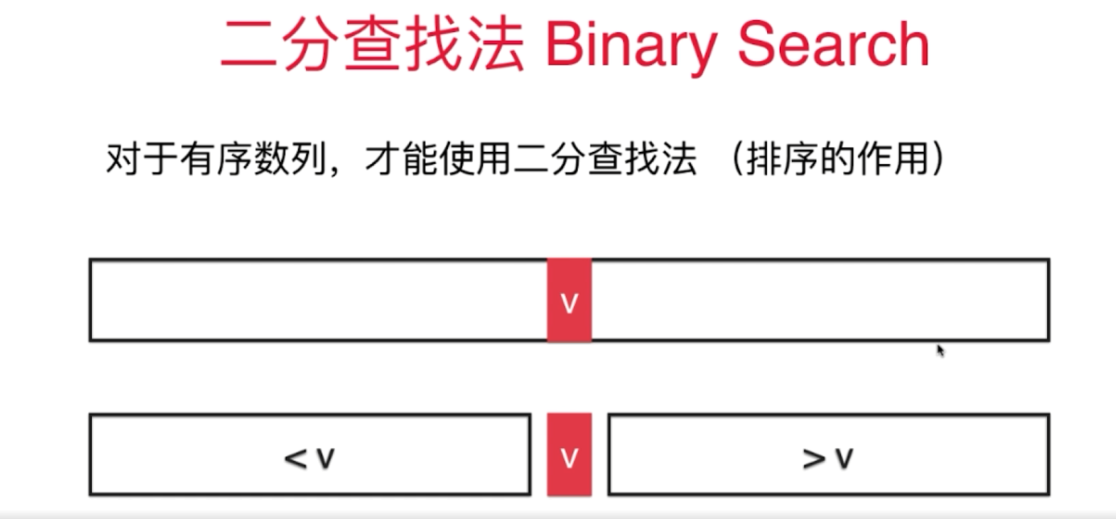 二分查找法 Binary Search
对于有序数列，才能使用二分查找法 （排序的作用）
v
< v v > v